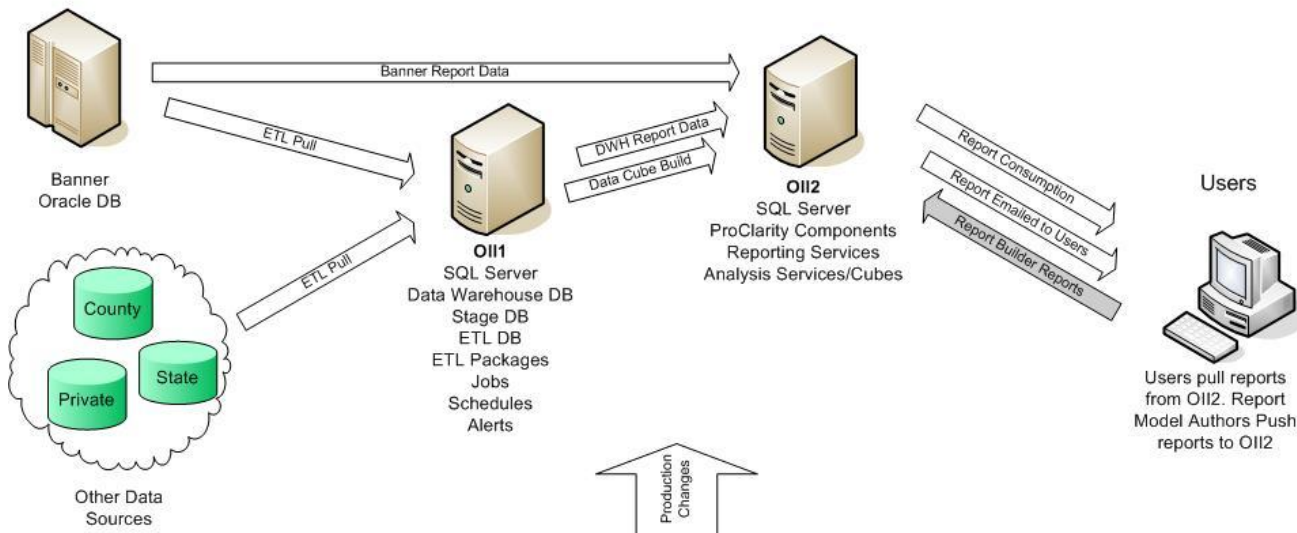 Banner Report Data
ETL Pull
Banner
Oracle DB
DWH Report Data
Data Cube Build
OII1
SQL Server
Data Warehouse DB
Stage DB
ETL DB
ETL Packages
Jobs
Schedules
Alerts
OII2
SQL Server
ProClarity Components
Reporting Services
Analysis Services/Cubes
Report Consumption
Report Emailed to Users
Report Builder Reports
Users
Users pull reports
from OII2. Report
Model Authors Push
reports to OII2
ETL Pull
County
State
Private
Other Data
Sources
Production
Changes